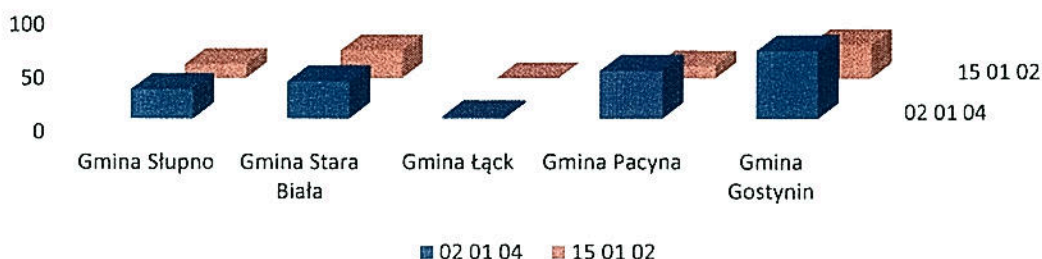 100
50
0
15 01 02
02 01 04
Gmina Słupno
Gmina Stara
Biała
Gmina Łąck
Gmina Pacyna
Gmina
Gostynin
02 01 04
15 01 02